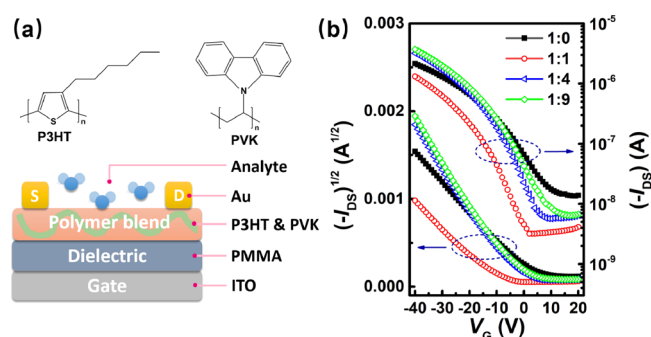 (a)
P3HT
PVK
S
N
n
n
Analyte
S
D
Au
Polymer blend
P3HT & PVK
Dielectric
PMMA
Gate
ITO
(b)
0.003
0.002
0.001
0.000
(-I_DS)^1/2 (A^1/2)
1:0
1:1
1:4
1:9
10^-5
10^-6
10^-7
10^-8
10^-9
(-I_DS) (A)
-40 -30 -20 -10 0 10 20
V_G (V)